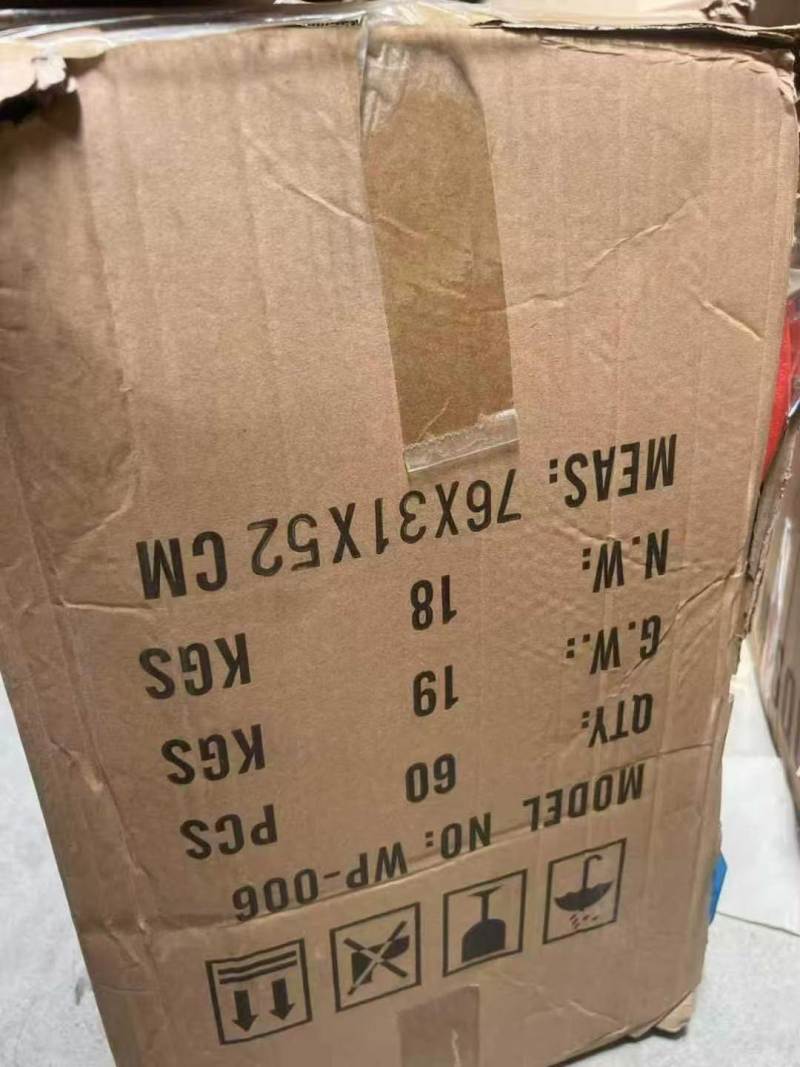 MODEL NO: WP-006
QTY: 60 PCS
G.W.: 19 KGS
N.W.: 18 KGS
MEAS: 76X31X52 CM